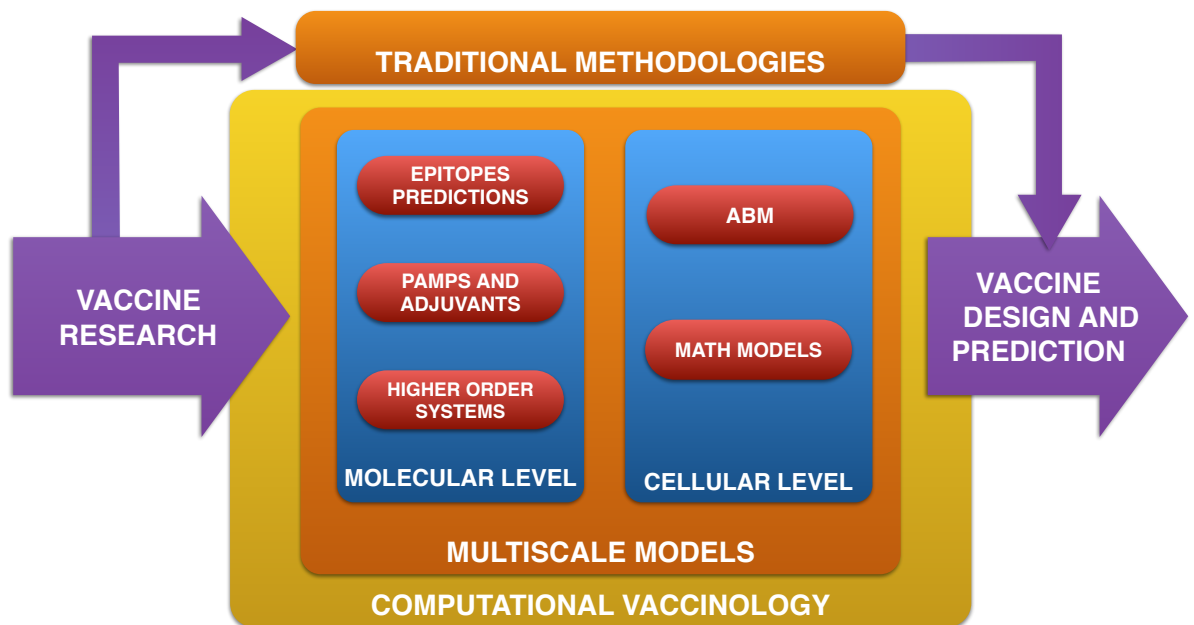 TRADITIONAL METHODOLOGIES
VACCINE
RESEARCH
EPITOPES
PREDICTIONS
PAMPS AND
ADJUVANTS
HIGHER ORDER
SYSTEMS
MOLECULAR LEVEL
ABM
MATH MODELS
CELLULAR LEVEL
MULTISCALE MODELS
COMPUTATIONAL VACCINOLOGY
VACCINE
DESIGN AND
PREDICTION